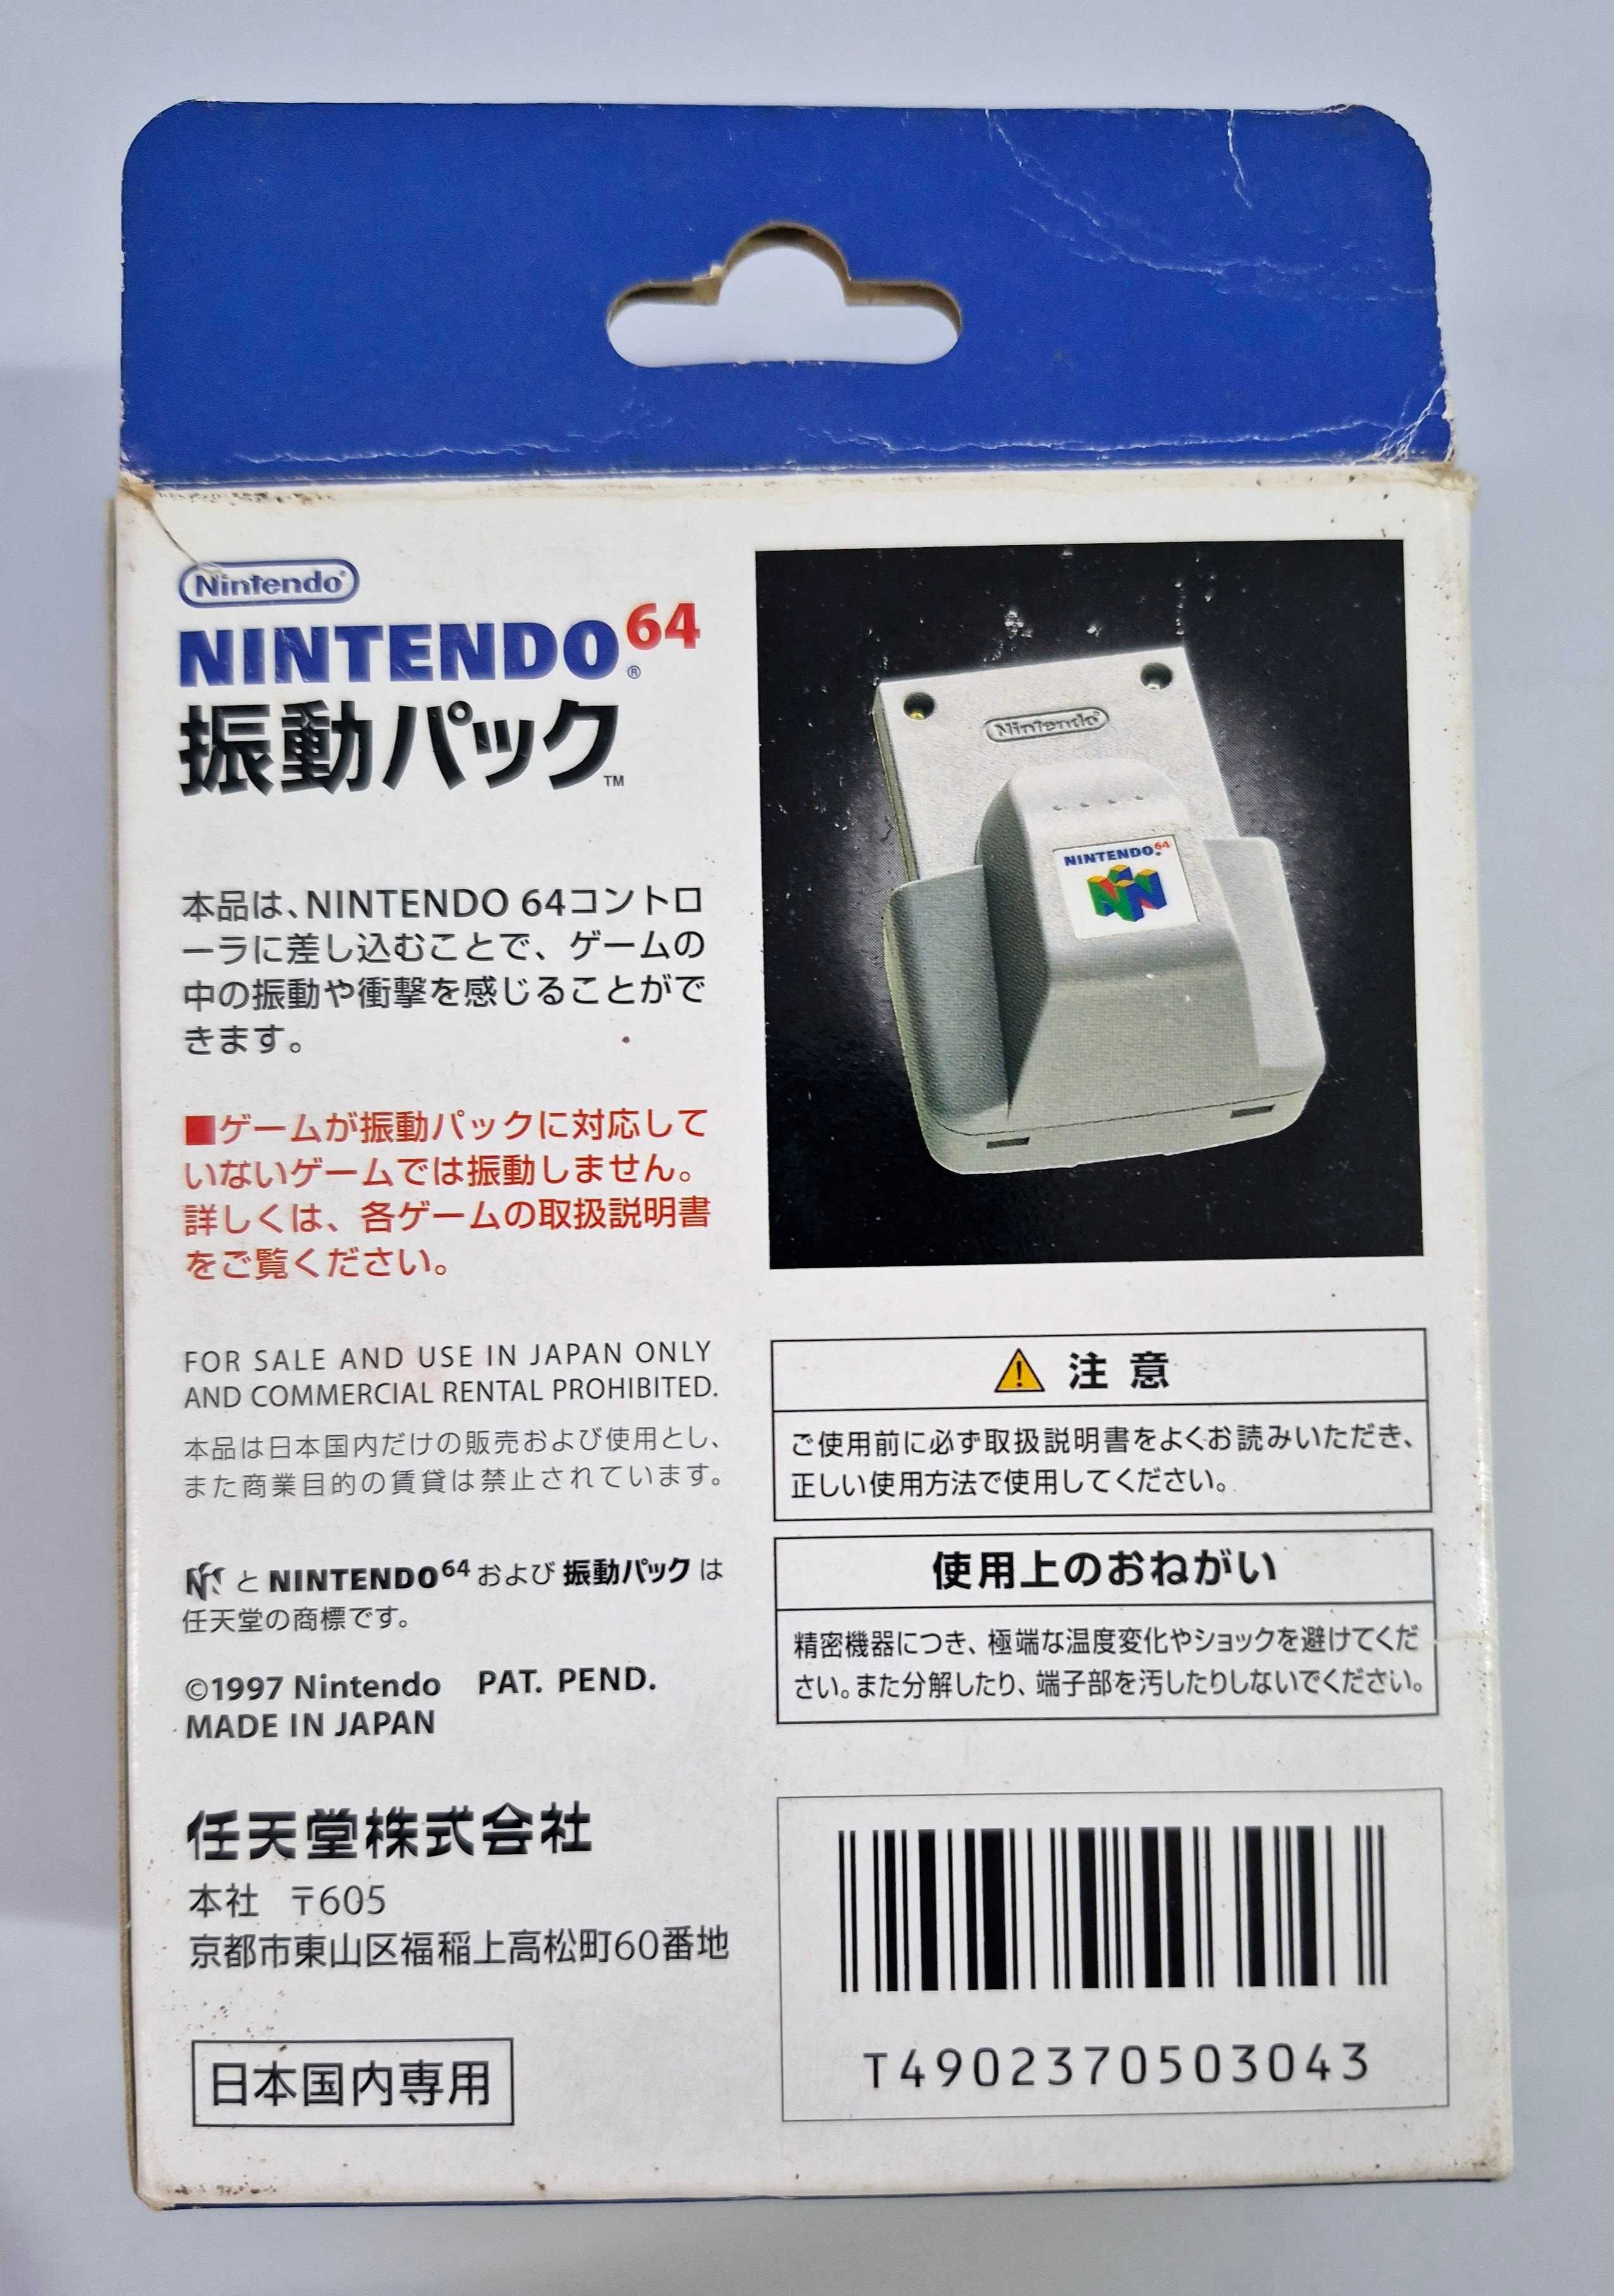 Nintendo®
NINTENDO64®
振動パック™
本品は、NINTENDO 64コントロ
ーラに差し込むことで、ゲームの
中の振動や衝撃を感じることがで
きます。
■ゲームが振動パックに対応して
いないゲームでは振動しません。
詳しくは、各ゲームの取扱説明書
をご覧ください。
FOR SALE AND USE IN JAPAN ONLY
AND COMMERCIAL RENTAL PROHIBITED.
本品は日本国内だけの販売および使用とし、
また商業目的の賃貸は禁止されています。
と NINTENDO64 および 振動パック は
任天堂の商標です。
©1997 Nintendo PAT. PEND.
MADE IN JAPAN
任天堂株式会社
本社 〒605
京都市東山区福稲上高松町60番地
日本国内専用
Nintendo®
NINTENDO64
注意
ご使用前に必ず取扱説明書をよくお読みいただき、
正しい使用方法で使用してください。
使用上のおねがい
精密機器につき、極端な温度変化やショックを避けてくだ
さい。また分解したり、端子部を汚したりしないでください。
T4902370503043